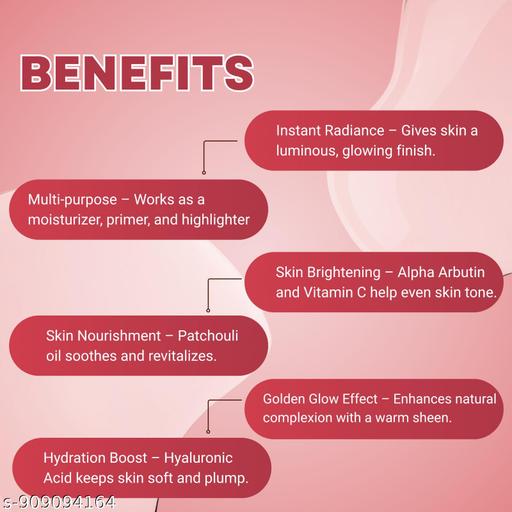 BENEFITS
Instant Radiance – Gives skin a
luminous, glowing finish.
Multi-purpose – Works as a
moisturizer, primer, and highlighter
Skin Brightening – Alpha Arbutin
and Vitamin C help even skin tone.
Skin Nourishment – Patchouli
oil soothes and revitalizes.
Golden Glow Effect – Enhances natural
complexion with a warm sheen.
Hydration Boost – Hyaluronic
Acid keeps skin soft and plump.
s-909094164